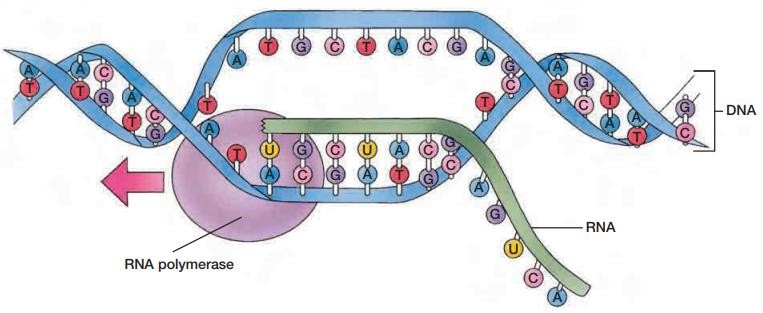 A T G C T A C G A
T
A
T
A C
T G
A C
T G
A
T
U G C U A C G
A C G A T G C
A G U C A
T
G C
A T
G C
T A
A T
G C
DNA
RNA
RNA polymerase